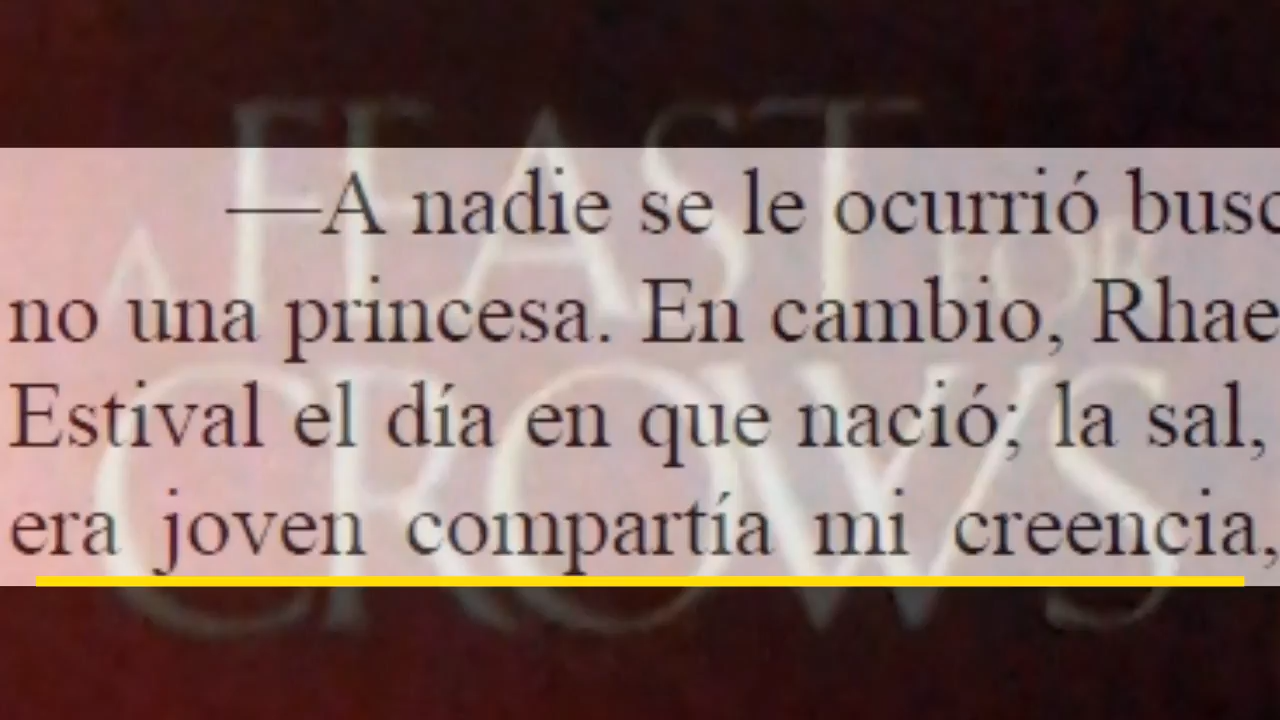 A FEAST FOR
CROWS
—A nadie se le ocurrió busc
no una princesa. En cambio, Rhae
Estival el día en que nació; la sal,
era joven compartía mi creencia,